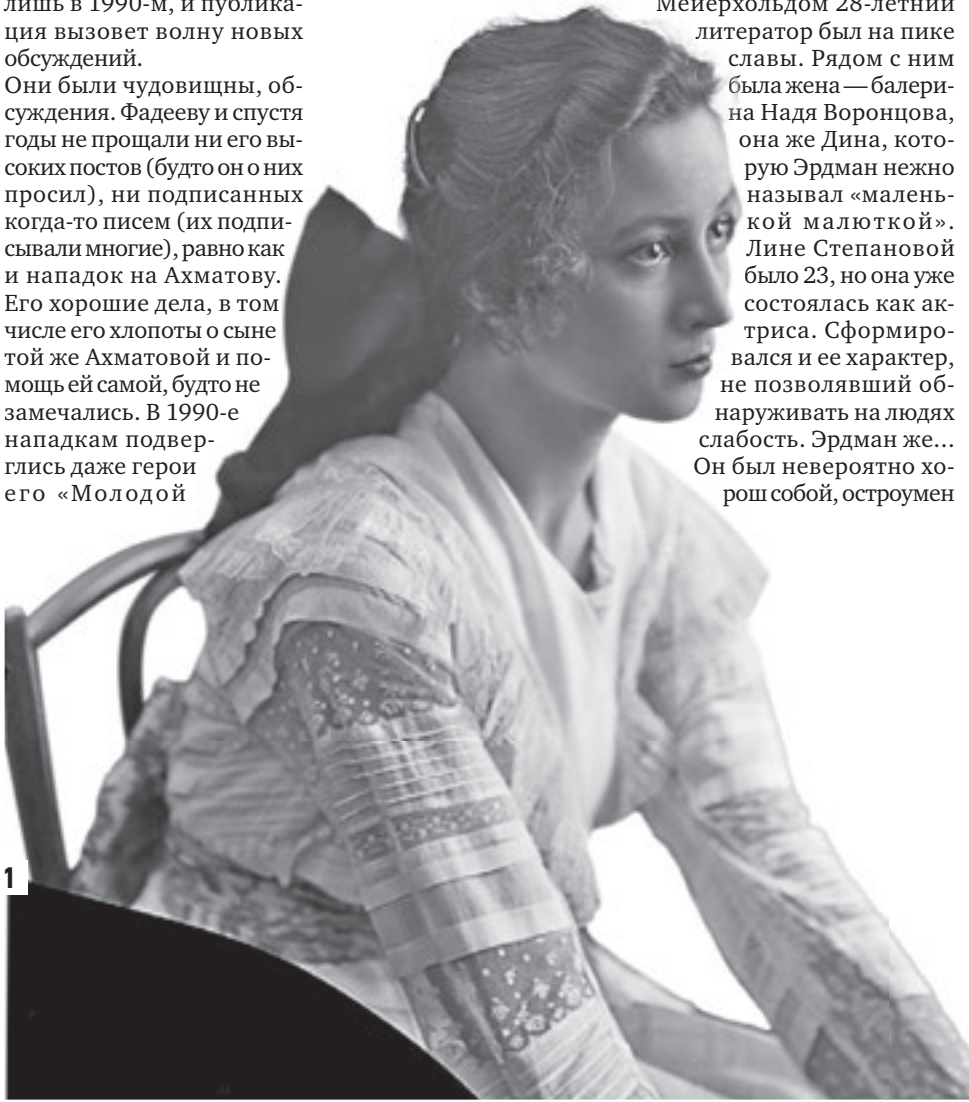 лишь в 1990-м, и публика-
ция вызовет волну новых
обсуждений.
Они были чудовищны, об-
суждения. Фадееву и спустя
годы не прощали ни его вы-
соких постов (будто он о них
просил), ни подписанных
когда-то писем (их подпи-
сывали многие), равно как
и нападок на Ахматову.
Его хорошие дела, в том
числе его хлопоты о сыне
той же Ахматовой и по-
мощь ей самой, будто не
замечались. В 1990-е
нападкам подвер-
глись даже герои
его «Молодой
Мейерхольдом 28-летний
литератор был на пике
славы. Рядом с ним
была жена — балери-
на Надя Воронцова,
она же Дина, кото-
рую Эрдман нежно
называл «малень-
кой малюткой».
Лине Степановой
было 23, но она уже
состоялась как ак-
триса. Сформиро-
вался и ее характер,
не позволявший об-
наруживать на людях
слабость. Эрдман же...
Он был невероятно хо-
рош собой, остроумен
1